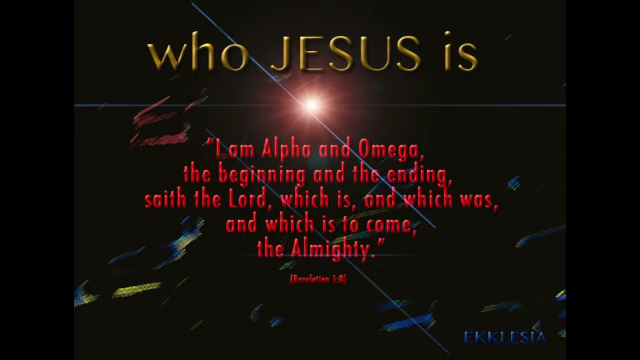 who JESUS is
"I am Alpha and Omega,
the beginning and the ending,
saith the Lord, which is, and which was,
and which is to come,
the Almighty."
(Revelation 1:8)
EKKLESIA